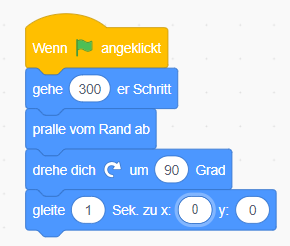 Wenn angeklickt
gehe 300 er Schritt
pralle vom Rand ab
drehe dich um 90 Grad
gleite 1 Sek. zu x: 0 y: 0